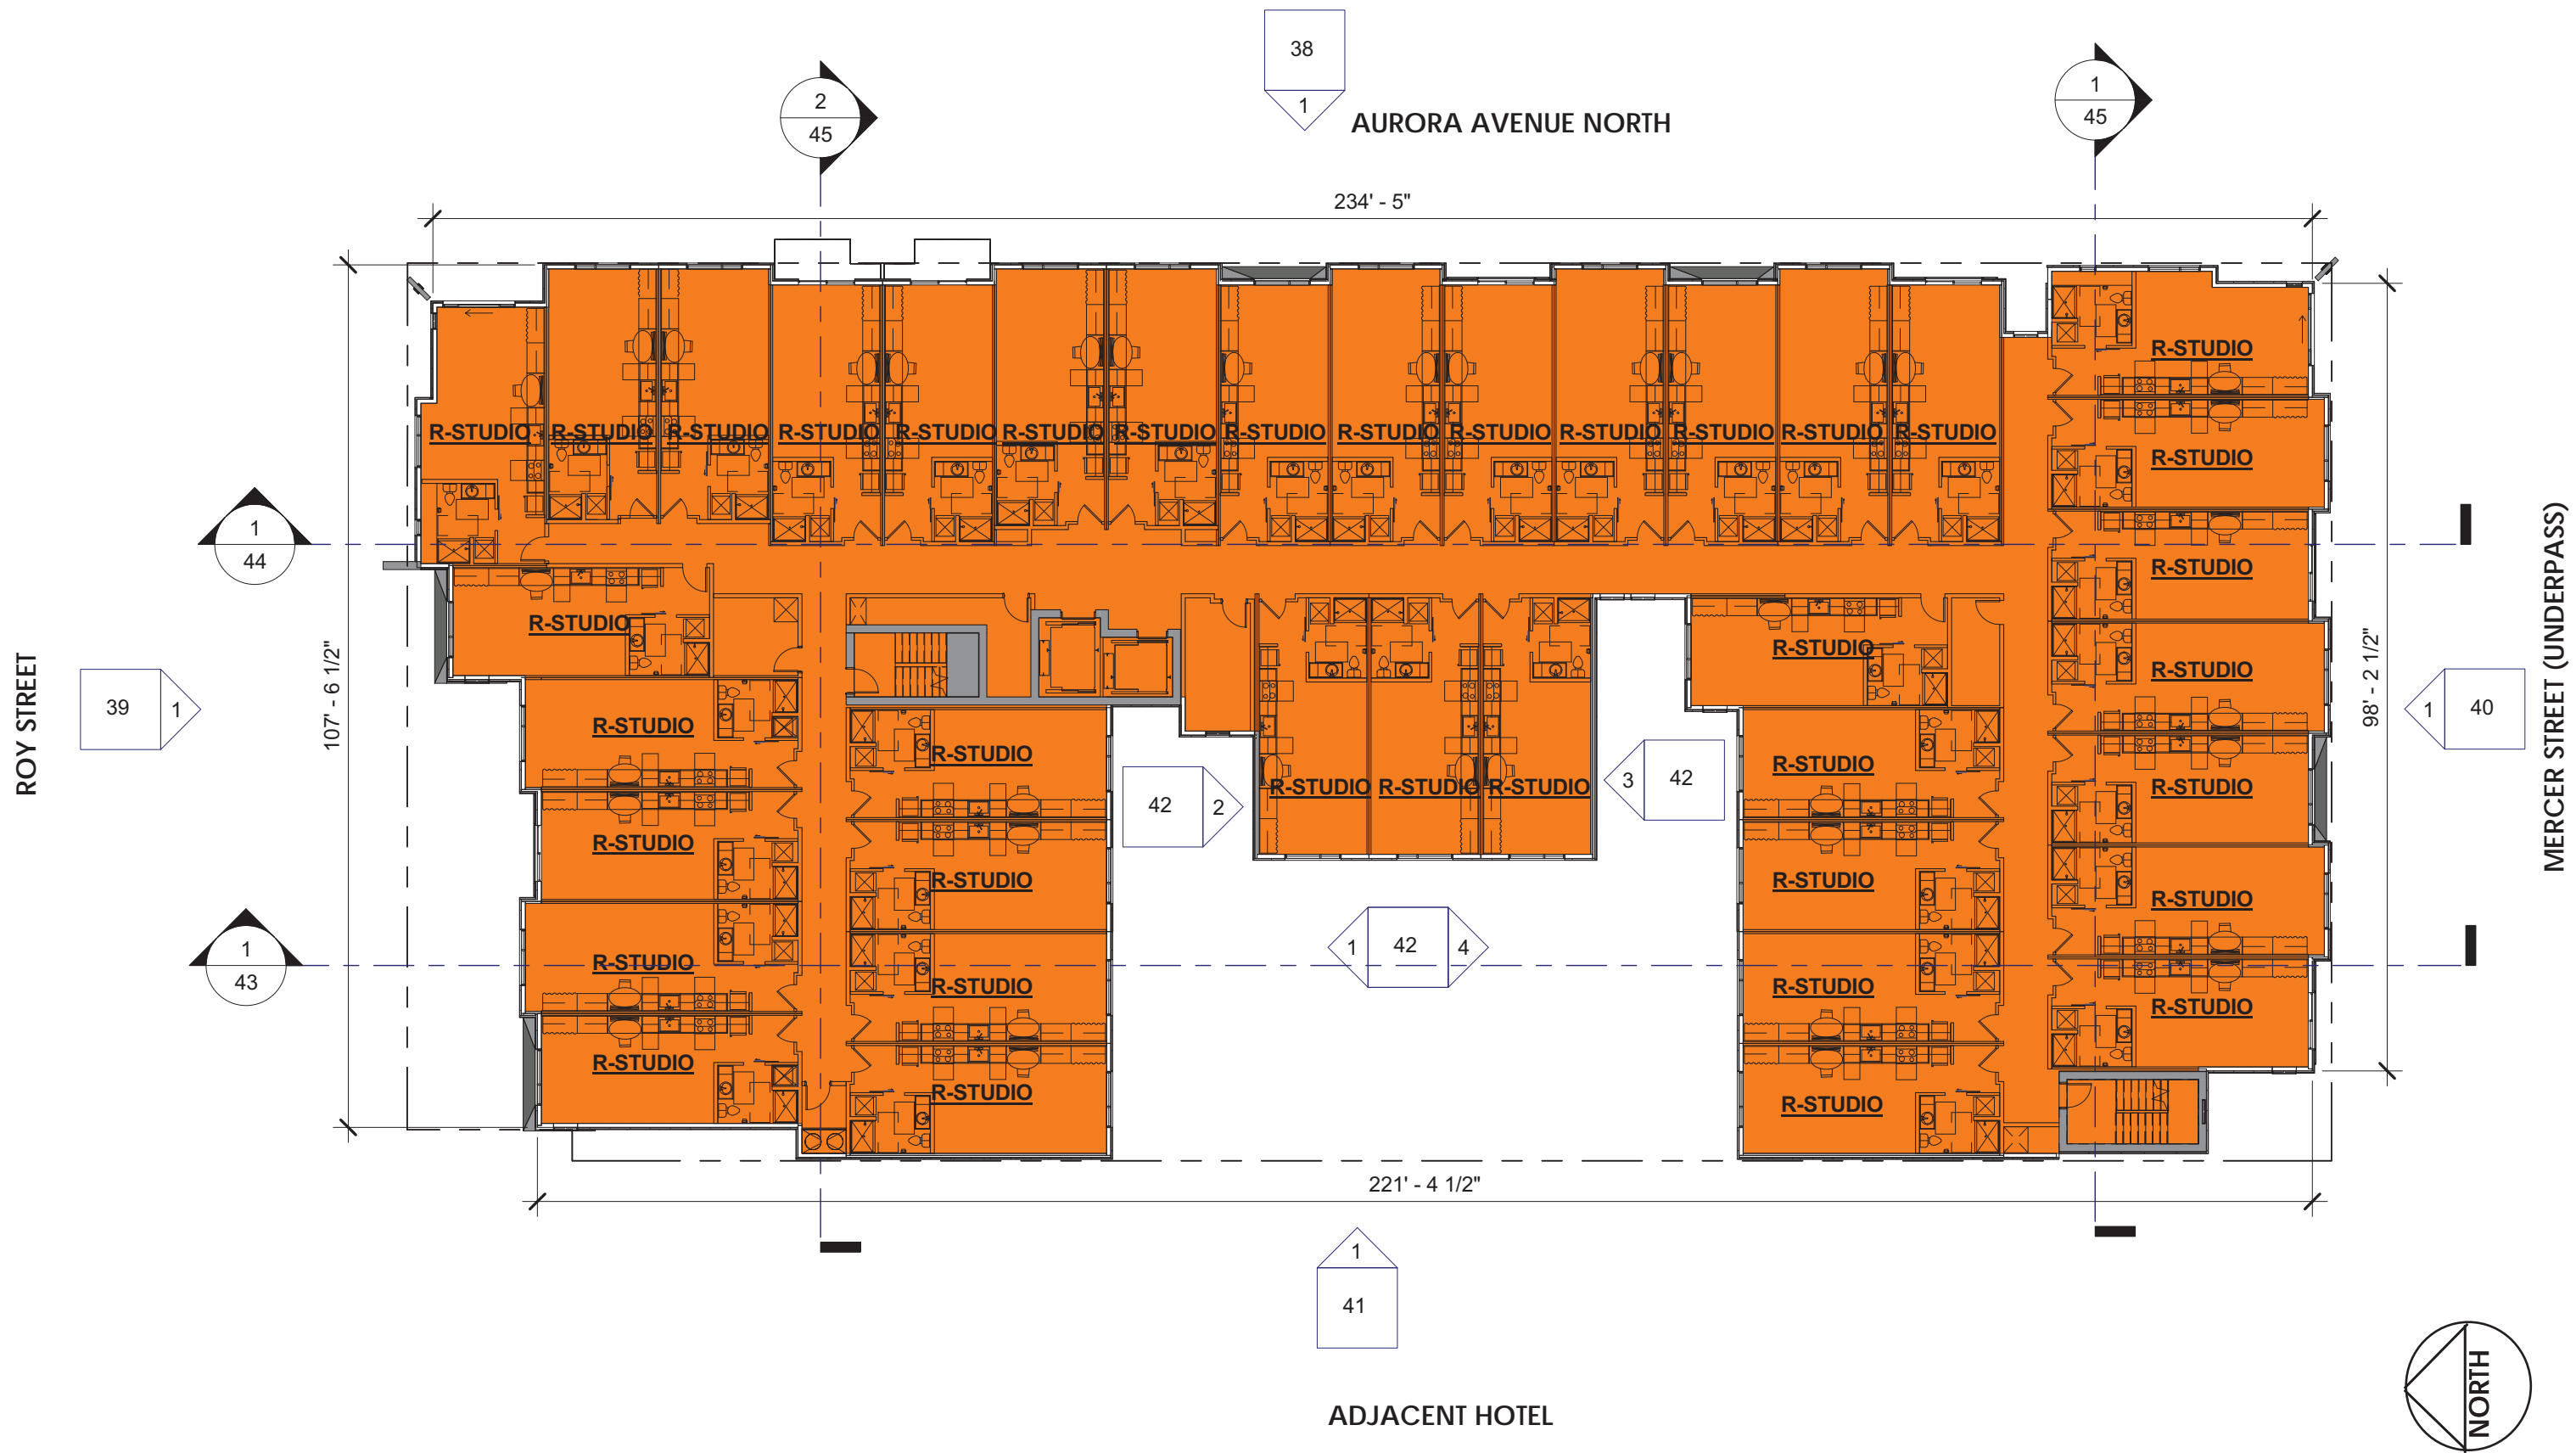 38
1
AURORA AVENUE NORTH
2
45
1
45
234' - 5"
R-STUDIO
R-STUDIO R-STUDIO R-STUDIO R-STUDIO R-STUDIO R-STUDIO R-STUDIO R-STUDIO R-STUDIO R-STUDIO R-STUDIO R-STUDIO R-STUDIO R-STUDIO
R-STUDIO
1
44
R-STUDIO
R-STUDIO
R-STUDIO
R-STUDIO
ROY STREET
39 1
107' - 6 1/2"
98' - 2 1/2"
1 40
MERCER STREET (UNDERPASS)
R-STUDIO
R-STUDIO
R-STUDIO
R-STUDIO R-STUDIO R-STUDIO
R-STUDIO
R-STUDIO
42 2
3 42
R-STUDIO
R-STUDIO
R-STUDIO
R-STUDIO
1 42 4
1
43
R-STUDIO
R-STUDIO
R-STUDIO
R-STUDIO
R-STUDIO
R-STUDIO
R-STUDIO
221' - 4 1/2"
1
41
ADJACENT HOTEL
NORTH